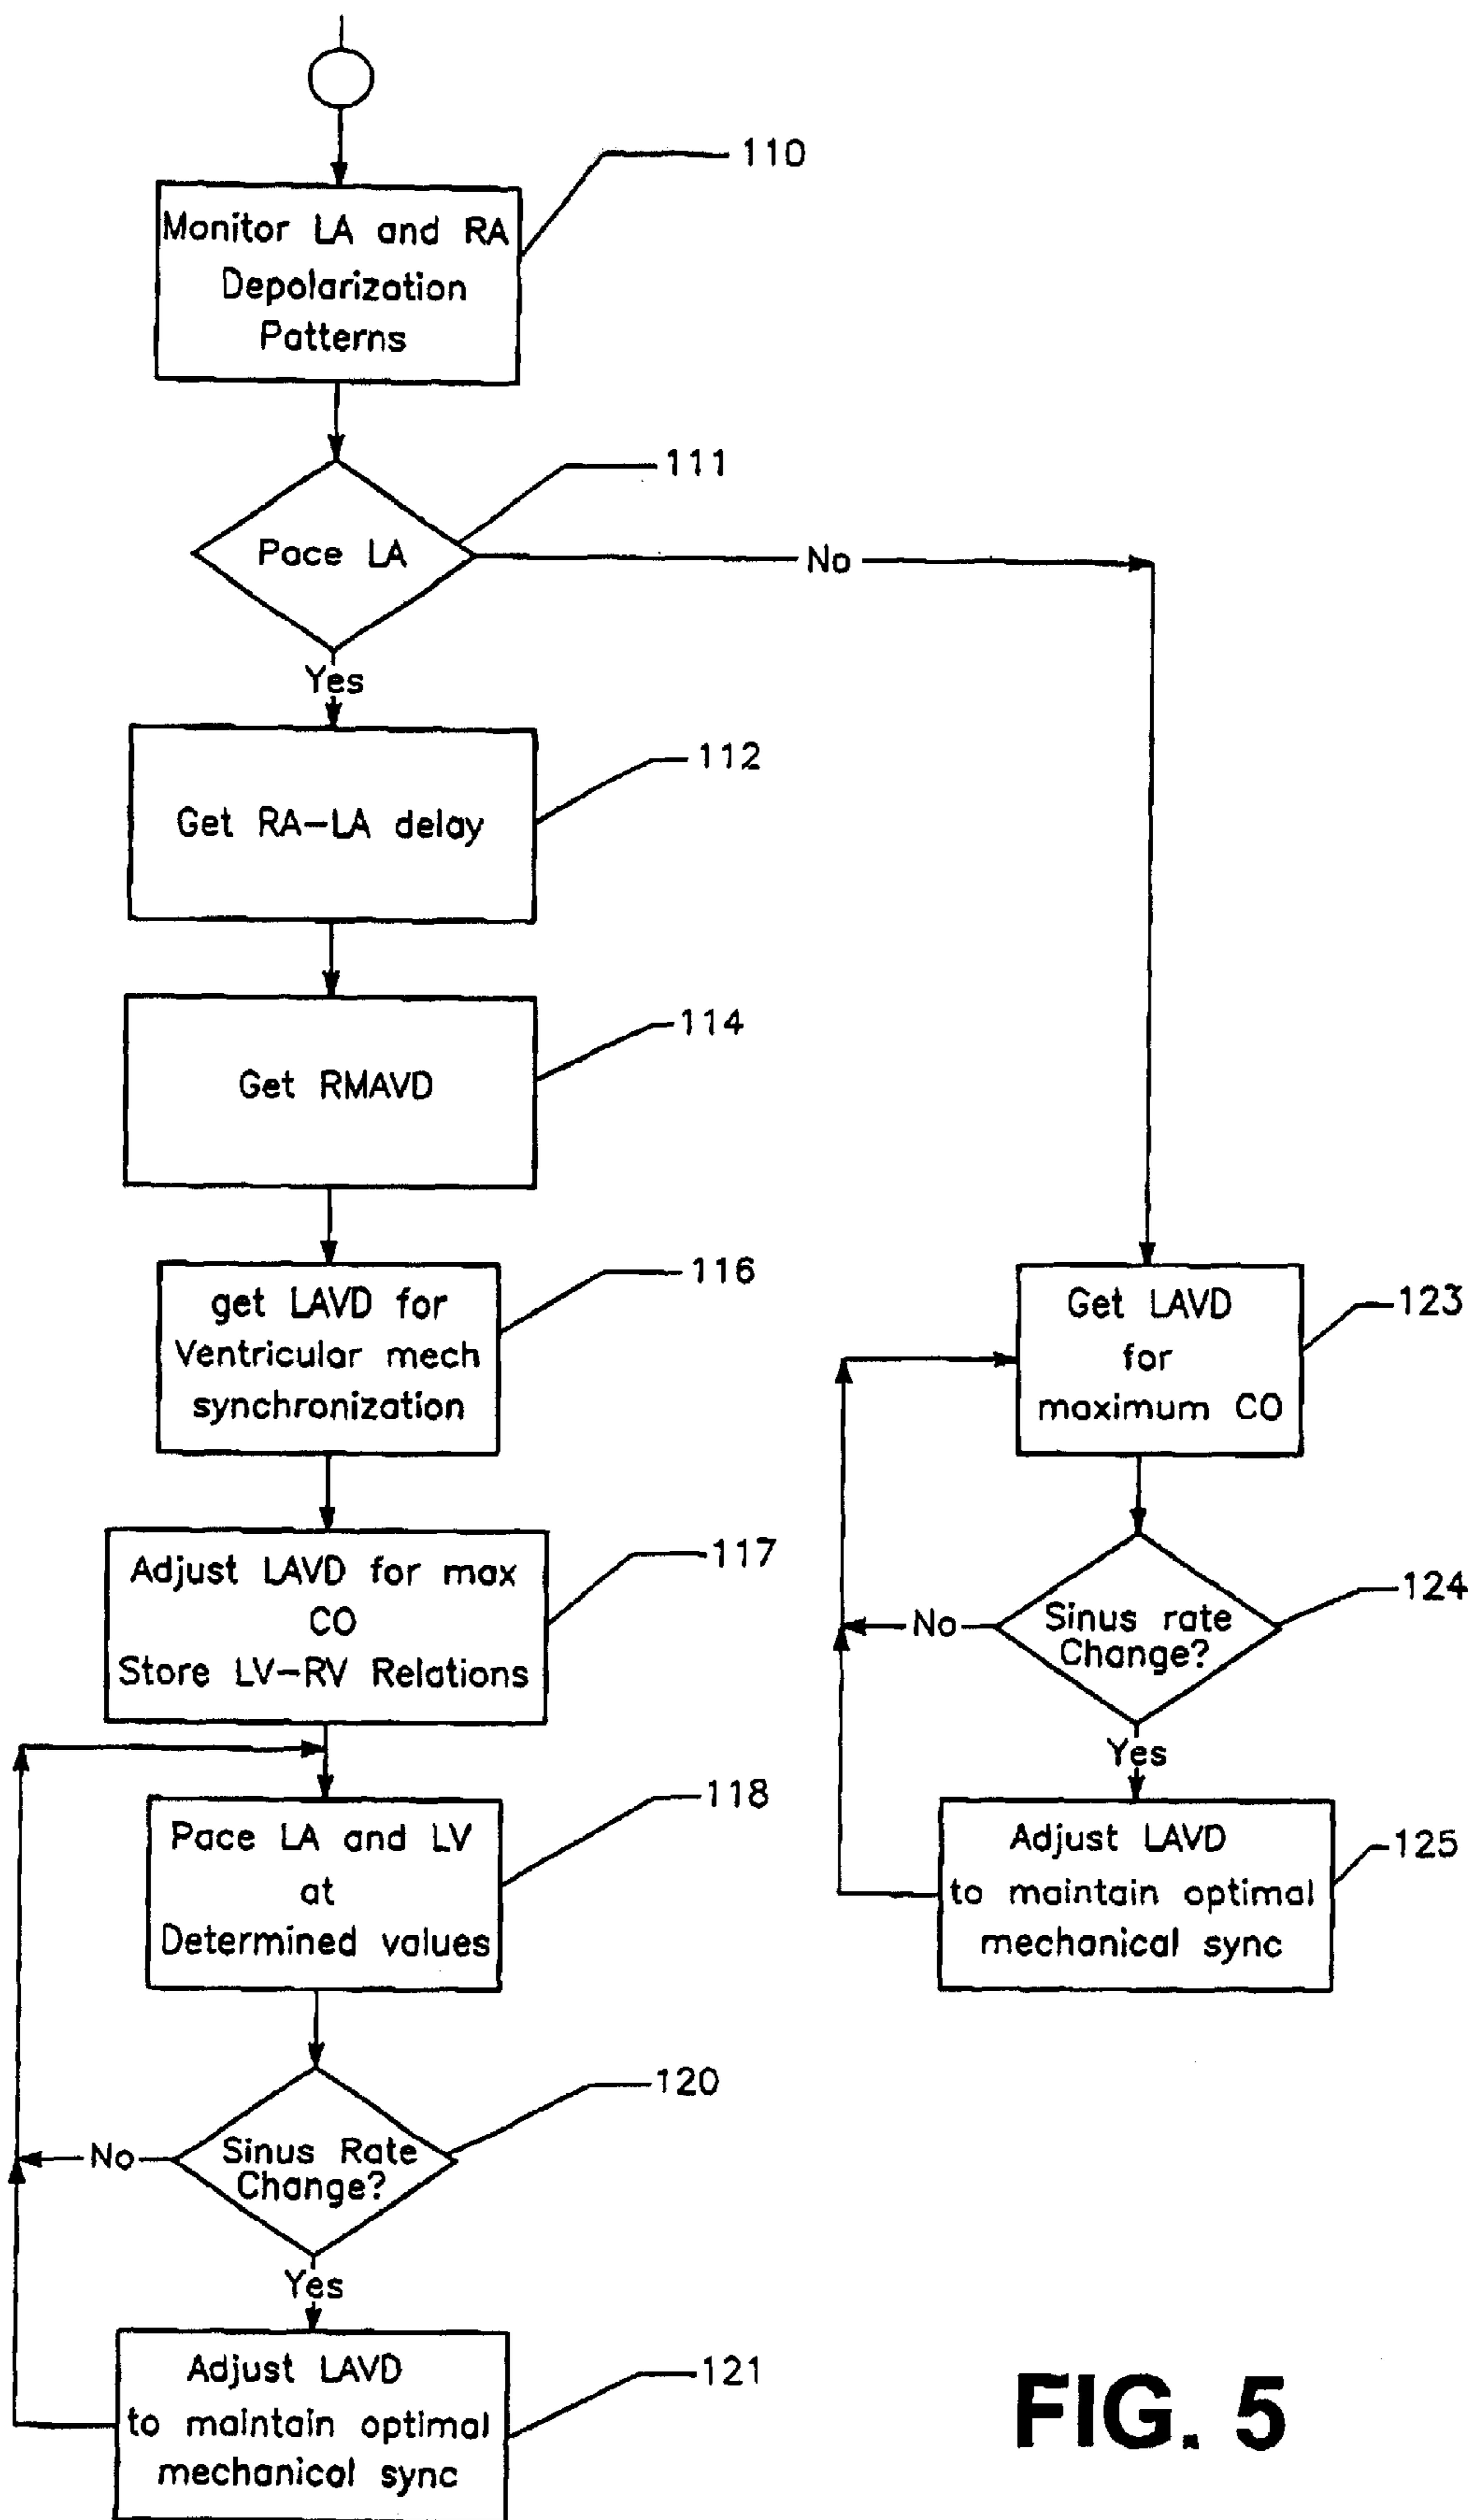 110
Monitor LA and RA
Depolarization
Patterns
111
Pace LA
No
Yes
112
Get RA-LA delay
114
Get RMAVD
116
get LAVD for
Ventricular mech
synchronization
117
Adjust LAVD for max
CO
Store LV-RV Relations
118
Pace LA and LV
at
Determined values
120
Sinus Rate
Change?
No
Yes
121
Adjust LAVD
to maintain optimal
mechanical sync
123
Get LAVD
for
maximum CO
124
Sinus rate
Change?
No
Yes
125
Adjust LAVD
to maintain optimal
mechanical sync
FIG. 5